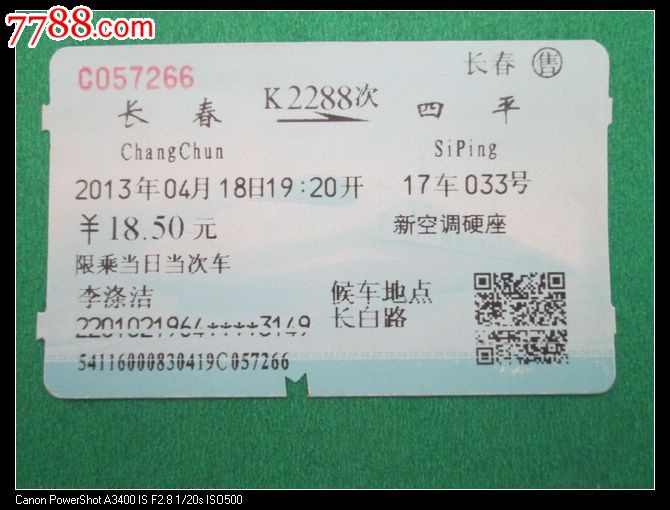 7788.com
C057266
长春 售
长春 K2288次 四平
ChangChun SiPing
2013年04月18日19:20开 17车033号
¥18.50元 新空调硬座
限乘当日当次车
李涤洁 候车地点
2201021964****3149 长白路
54116000830419C057266
Canon PowerShot A3400 IS F2.8 1/20s ISO500